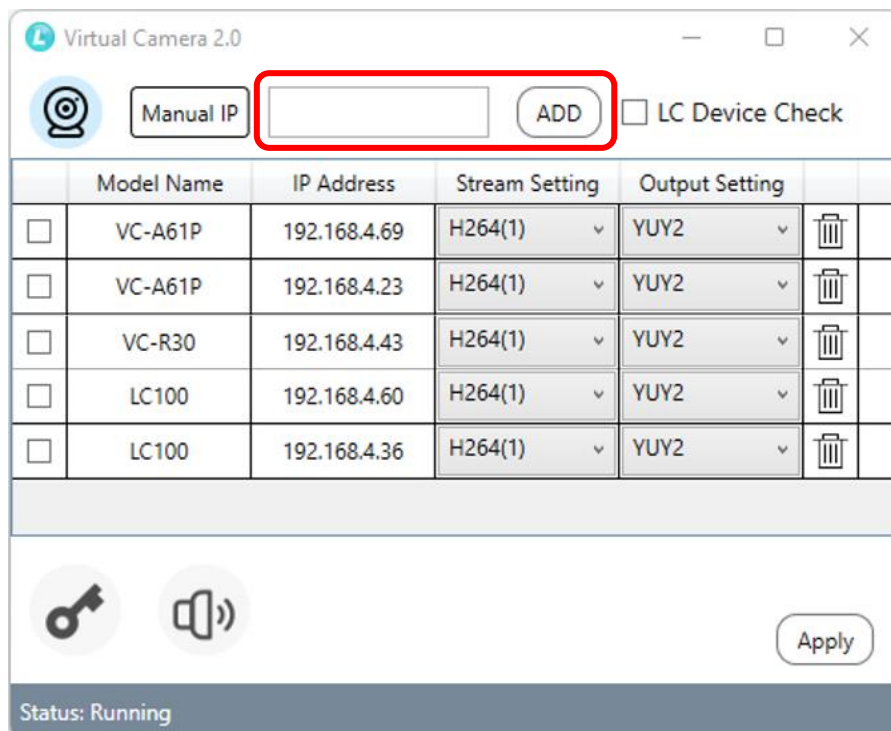 Virtual Camera 2.0
Manual IP ADD LC Device Check
Model Name IP Address Stream Setting Output Setting
VC-A61P 192.168.4.69 H264(1) YUY2
VC-A61P 192.168.4.23 H264(1) YUY2
VC-R30 192.168.4.43 H264(1) YUY2
LC100 192.168.4.60 H264(1) YUY2
LC100 192.168.4.36 H264(1) YUY2
Apply
Status: Running